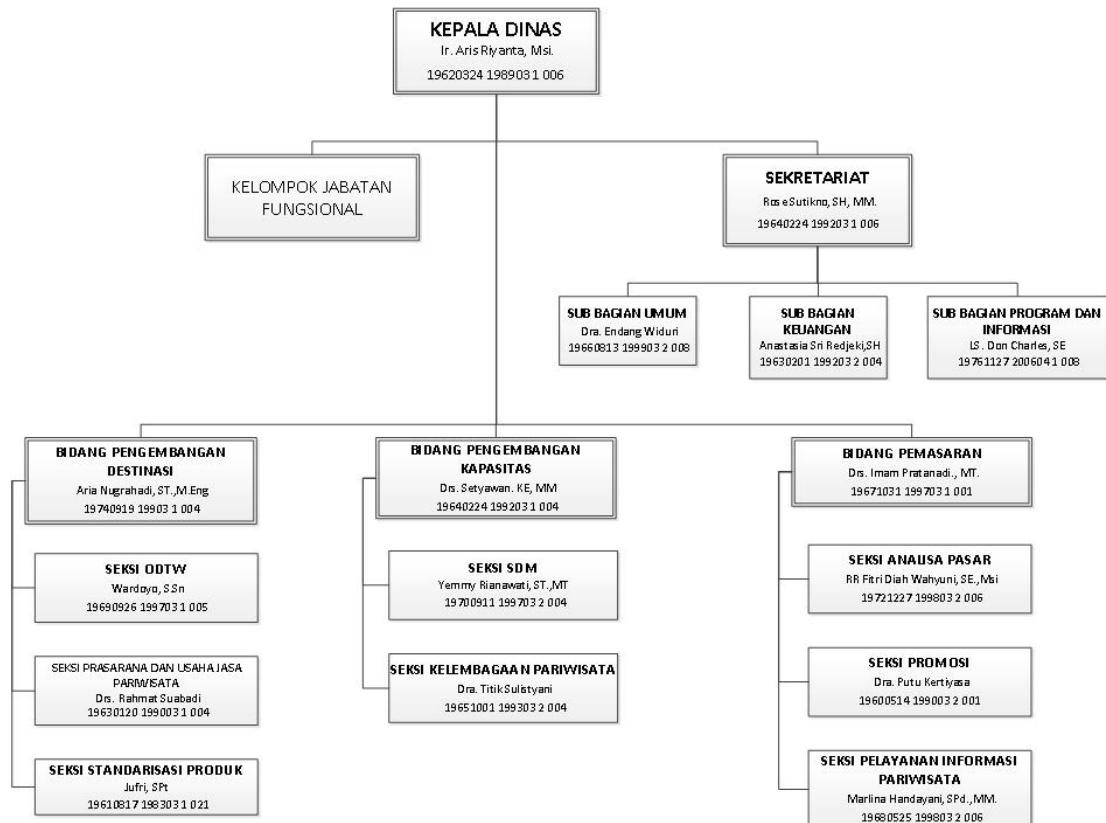 KEPALA DINAS
Ir. Aris Riyanta, Msi.
19620324 198903 1 006
KELOMPOK JABATAN
FUNGSIONAL
SEKRETARIAT
Rose Sutikno, SH, MM.
19640224 199203 1 006
SUB BAGIAN UMUM
Dra. Endang Widuri
19660813 199903 2 008
SUB BAGIAN
KEUANGAN
Anastasia Sri Redjeki,SH
19630201 199203 2 004
SUB BAGIAN PROGRAM DAN
INFORMASI
I.S. Don Charles, SE
19761127 200604 1 008
BIDANG PENGEMBANGAN
DESTINASI
Aria Nugrahadi, ST.,M.Eng
19740919 19903 1 004
SEKSI ODTW
Wardoyo, S.Sn
19690926 199703 1 005
SEKSI PRASARANA DAN USAHA JASA
PARIWISATA
Drs. Rahmat Suabadi
19630120 199003 1 004
SEKSI STANDARISASI PRODUK
Jufri, SPt
19610817 198303 1 021
BIDANG PENGEMBANGAN
KAPASITAS
Drs. Setyawan. KE, MM
19640224 199203 1 004
SEKSI SDM
Yemmy Rianawati, ST.,MT
19700911 199703 2 004
SEKSI KELEMBAGAAN PARIWISATA
Dra. Titik Sulistyani
19651001 199303 2 004
BIDANG PEMASARAN
Drs. Imam Pratanadi., MT.
19671031 199703 1 001
SEKSI ANALISA PASAR
RR Fitri Diah Wahyuni, SE.,Msi
19721227 199803 2 006
SEKSI PROMOSI
Dra. Putu Kertiyasa
19600514 199003 2 001
SEKSI PELAYANAN INFORMASI
PARIWISATA
Marlina Handayani, SPd.,MM.
19680525 199803 2 006